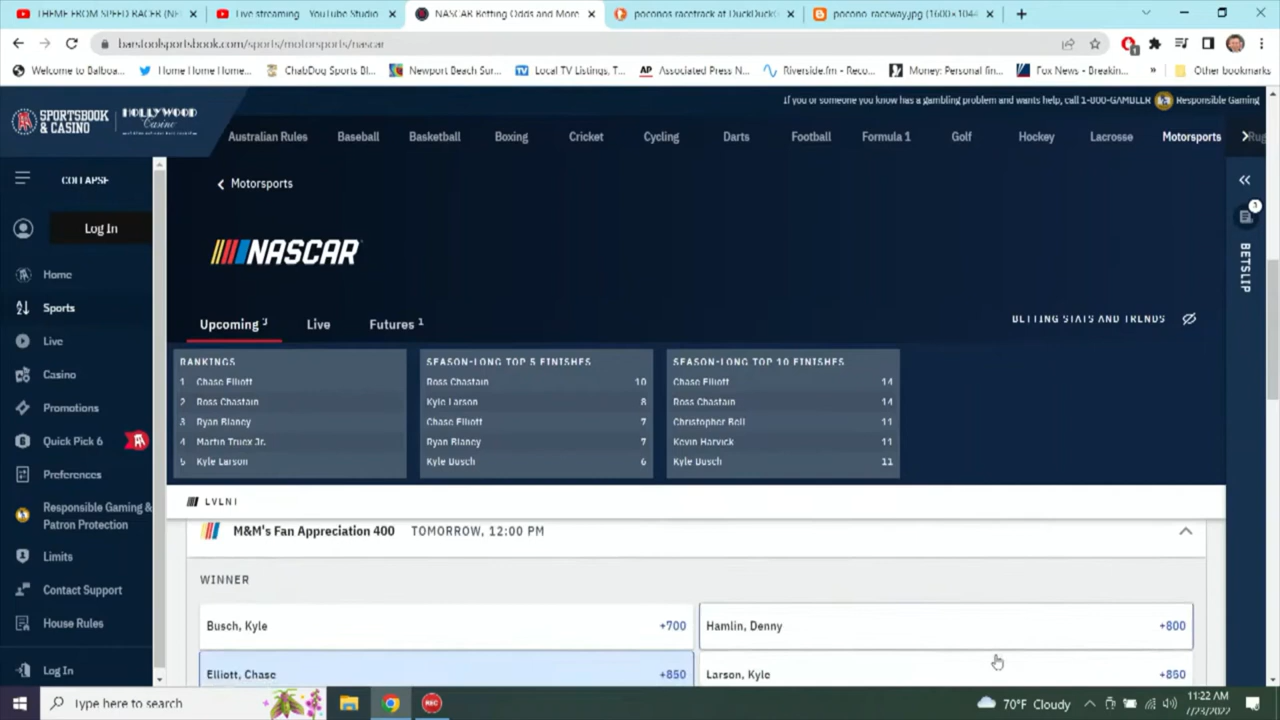 THEME FROM SPEED RACER (NE
Live streaming - YouTube Studio
NASCAR Betting Odds and More
poconos racetrack at DuckDuckG
pocono-raceway.jpg (1600×1044
barstoolsportsbook.com/sports/motorsports/nascar
Welcome to Balboa...
Home Home Home...
ChabDog Sports Bl...
Newport Beach Sur...
Local TV Listings, T...
Associated Press N...
Riverside.fm - Reco...
Money: Personal fin...
Fox News - Breakin...
»
Other bookmarks
If you or someone you know has a gambling problem and wants help, call 1-800-GAMBLER
Responsible Gaming
SPORTSBOOK & CASINO
HOLLYWOOD Casino
Australian Rules
Baseball
Basketball
Boxing
Cricket
Cycling
Darts
Football
Formula 1
Golf
Hockey
Lacrosse
Motorsports
Rug
COLLAPSE
Log In
Home
Sports
Live
Casino
Promotions
Quick Pick 6
Preferences
Responsible Gaming &
Patron Protection
Limits
Contact Support
House Rules
Log In
Motorsports
NASCAR
Upcoming 3
Live
Futures 1
BETTING STATS AND TRENDS
3
BETSLIP
RANKINGS
1 Chase Elliott
2 Ross Chastain
3 Ryan Blaney
4 Martin Truex Jr.
5 Kyle Larson
SEASON-LONG TOP 5 FINISHES
Ross Chastain 10
Kyle Larson 8
Chase Elliott 7
Ryan Blaney 7
Kyle Busch 6
SEASON-LONG TOP 10 FINISHES
Chase Elliott 14
Ross Chastain 14
Christopher Bell 11
Kevin Harvick 11
Kyle Busch 11
EVENT
M&M's Fan Appreciation 400 TOMORROW, 12:00 PM
WINNER
Busch, Kyle +700
Hamlin, Denny +800
Elliott, Chase +850
Larson, Kyle +850
Type here to search
REC
70°F Cloudy
11:22 AM
7/23/2022